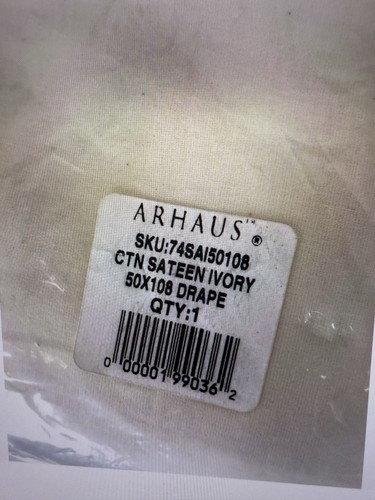 ARHAUS™ ®
SKU:74SAI50108
CTN SATEEN IVORY
50X108 DRAPE
QTY:1
0 00001 99036 2